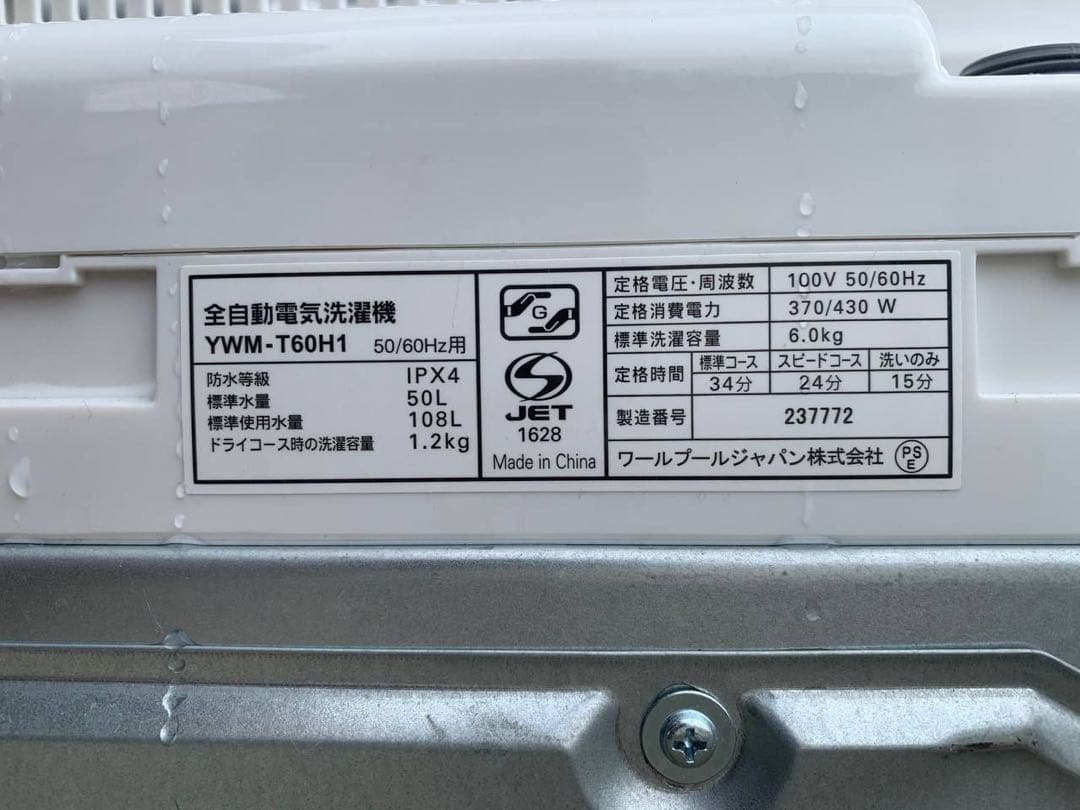 全自動電気洗濯機
YWM-T60H1 50/60Hz用
防水等級 IPX4
標準水量 50L
標準使用水量 108L
ドライコース時の洗濯容量 1.2kg
G
S
JET
1628
Made in China
定格電圧・周波数 100V 50/60Hz
定格消費電力 370/430 W
標準洗濯容量 6.0kg
定格時間 標準コース スピードコース 洗いのみ
34分 24分 15分
製造番号 237772
ワールプールジャパン株式会社 PS
E